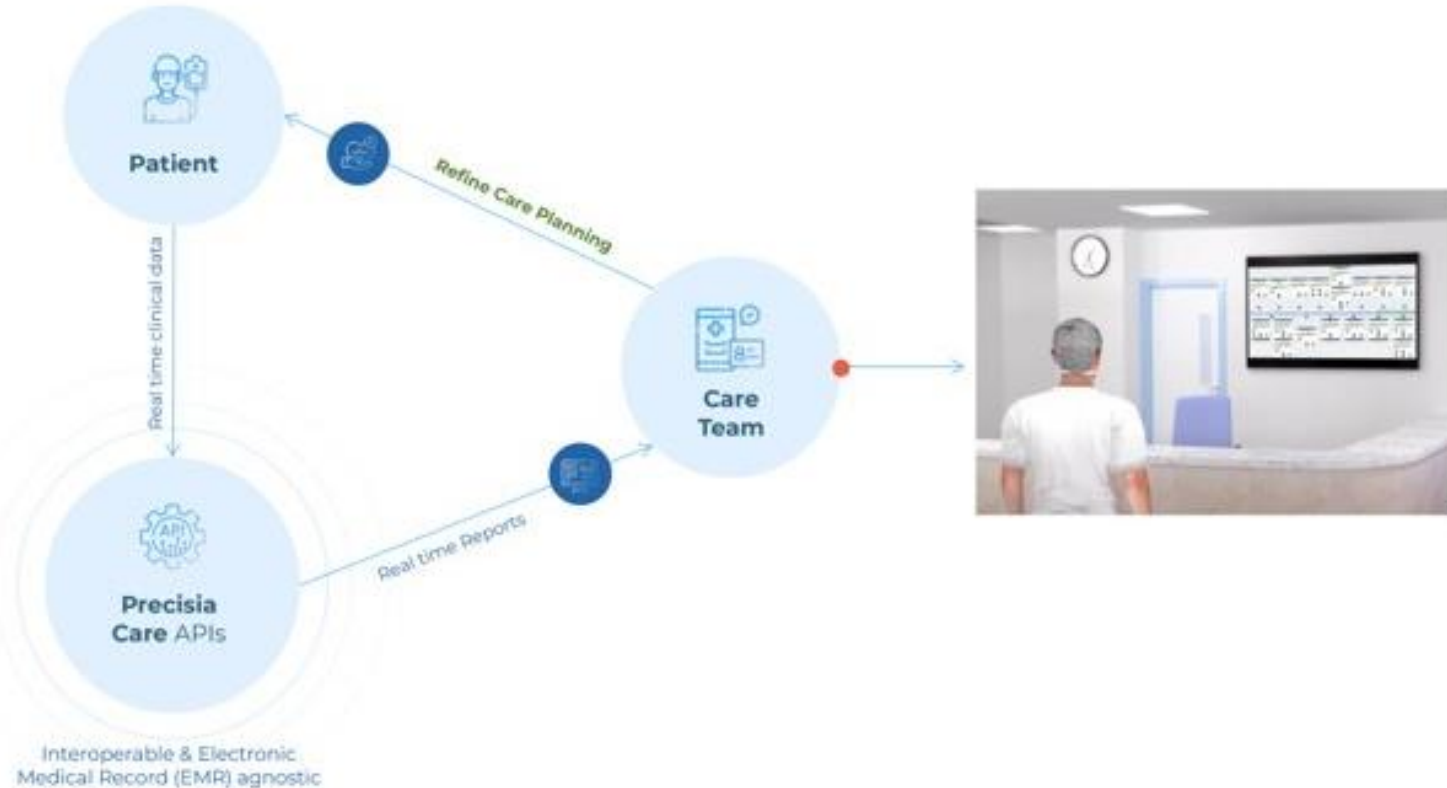 Patient
Refine Care Planning
Real time clinical data
Care
Team
API
Real time Reports
Precisia
Care APIs
Interoperable & Electronic
Medical Record (EMR) agnostic